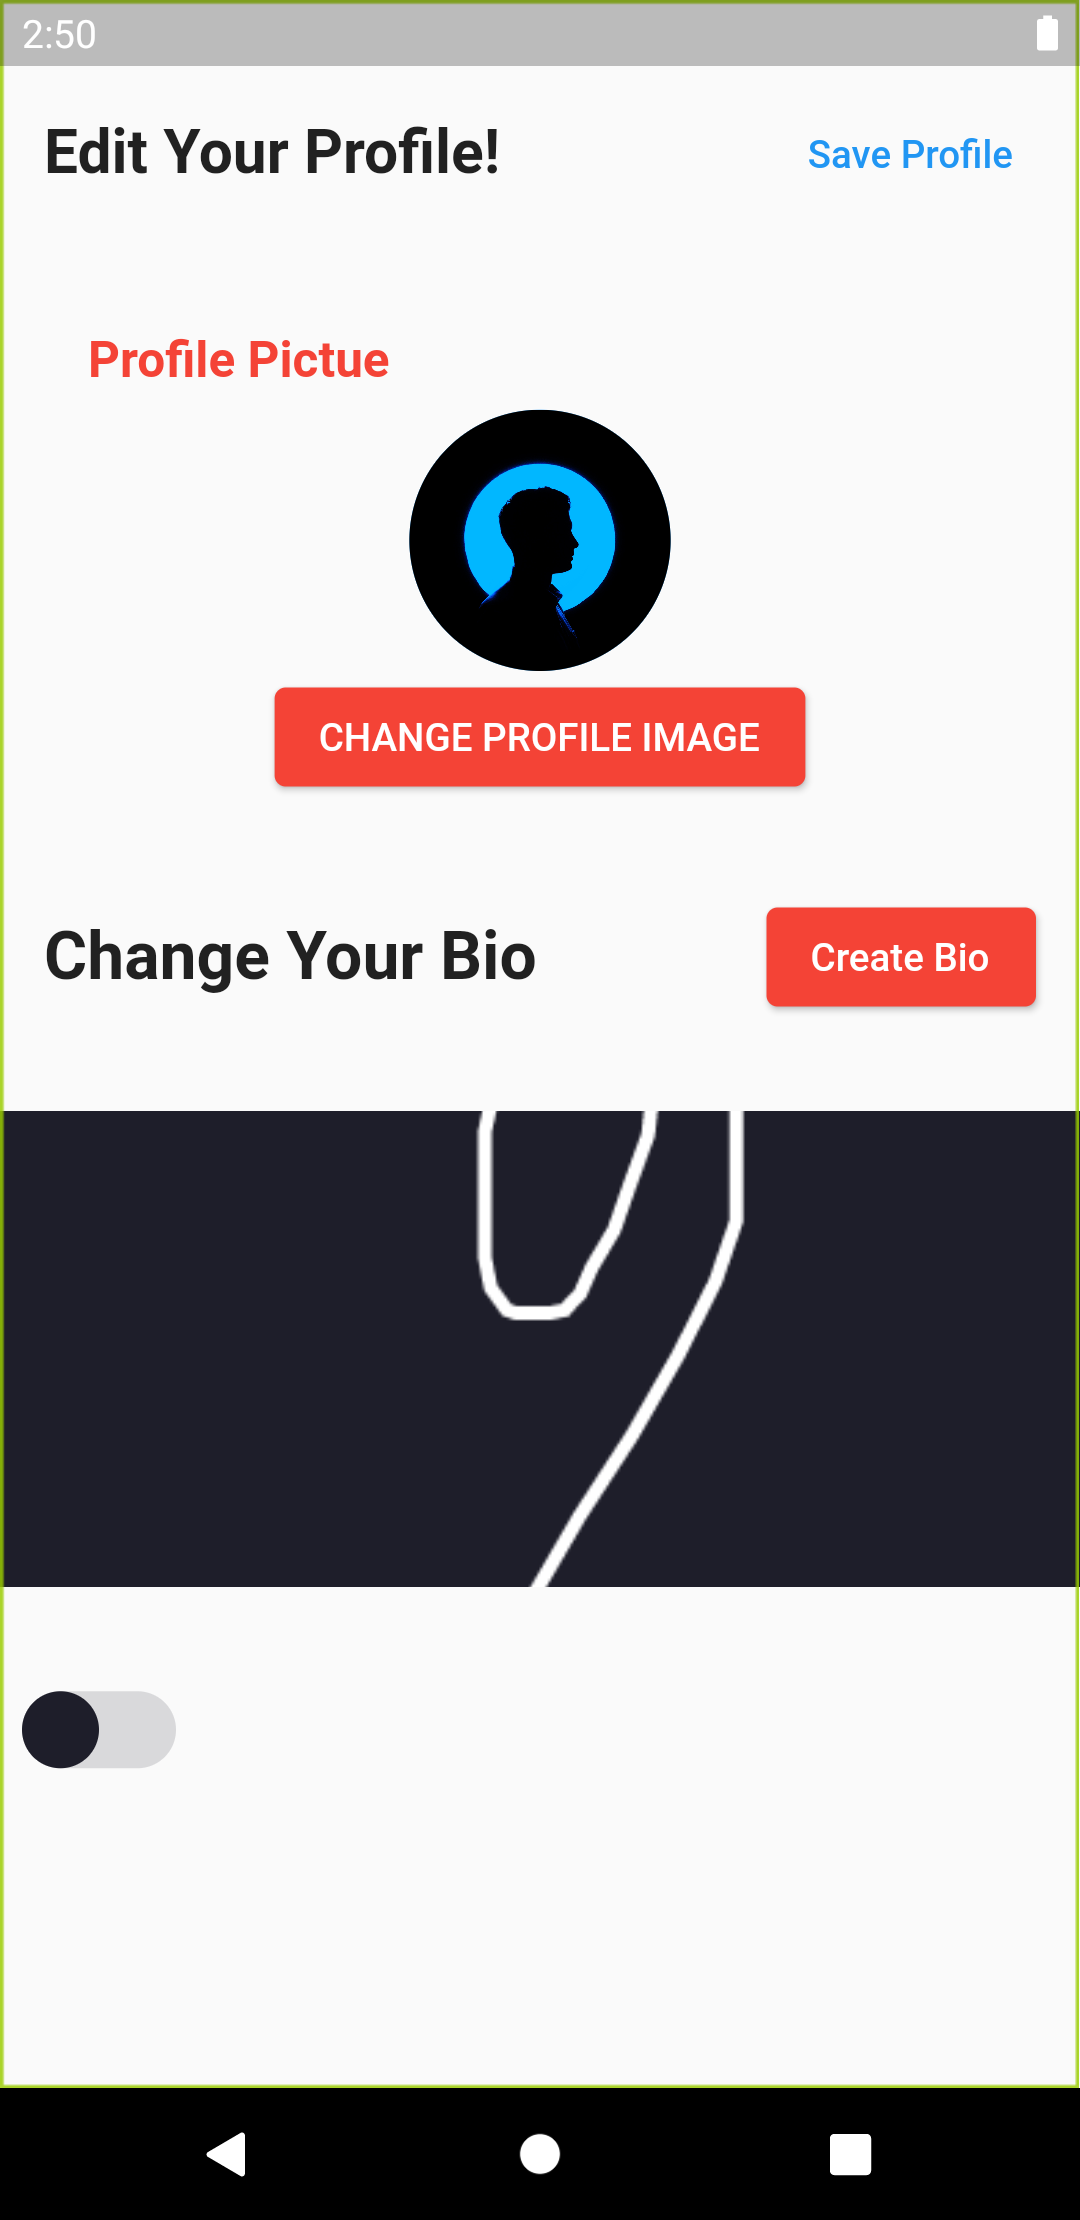 2:50
Edit Your Profile!
Save Profile
Profile Pictue
CHANGE PROFILE IMAGE
Change Your Bio
Create Bio